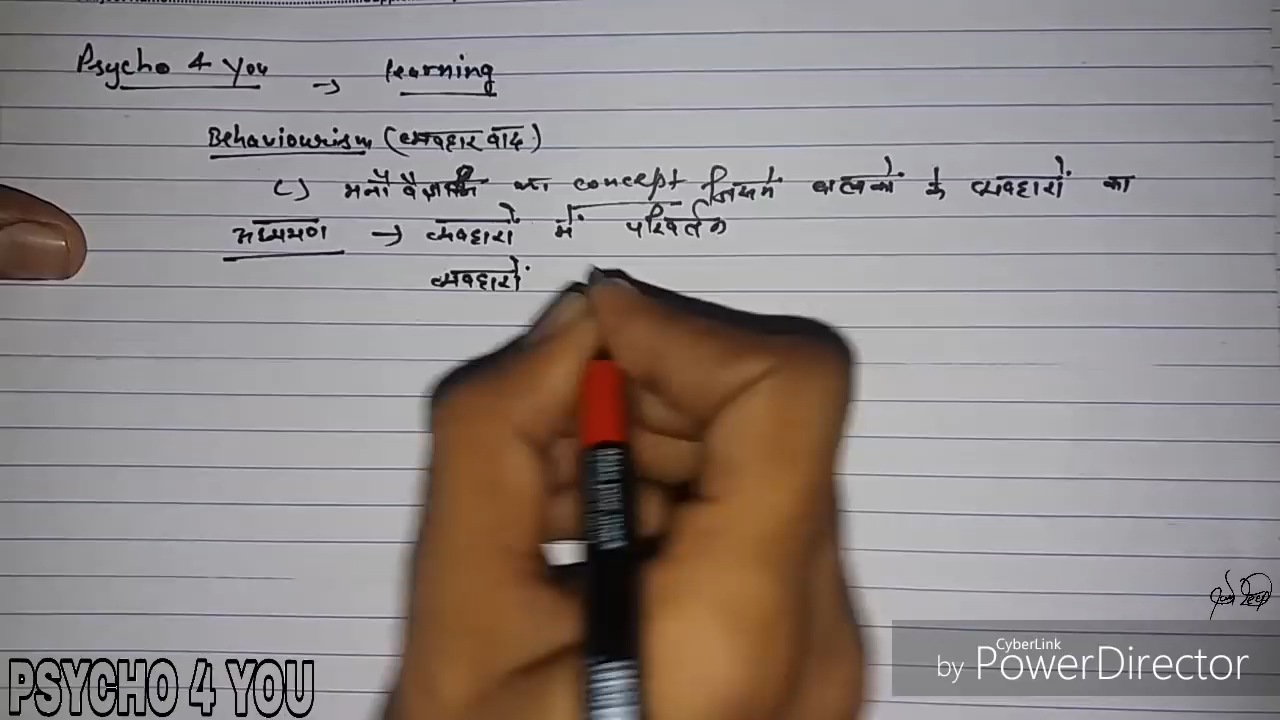 Psycho 4 you → learning
Behaviourism (व्यवहार वाद)
मनोवैज्ञानिक का concept जिसमें बालकों के व्यवहारों का
अध्ययन → व्यवहारों में परिवर्तन
व्यवहारों
CyberLink
by PowerDirector
PSYCHO 4 YOU